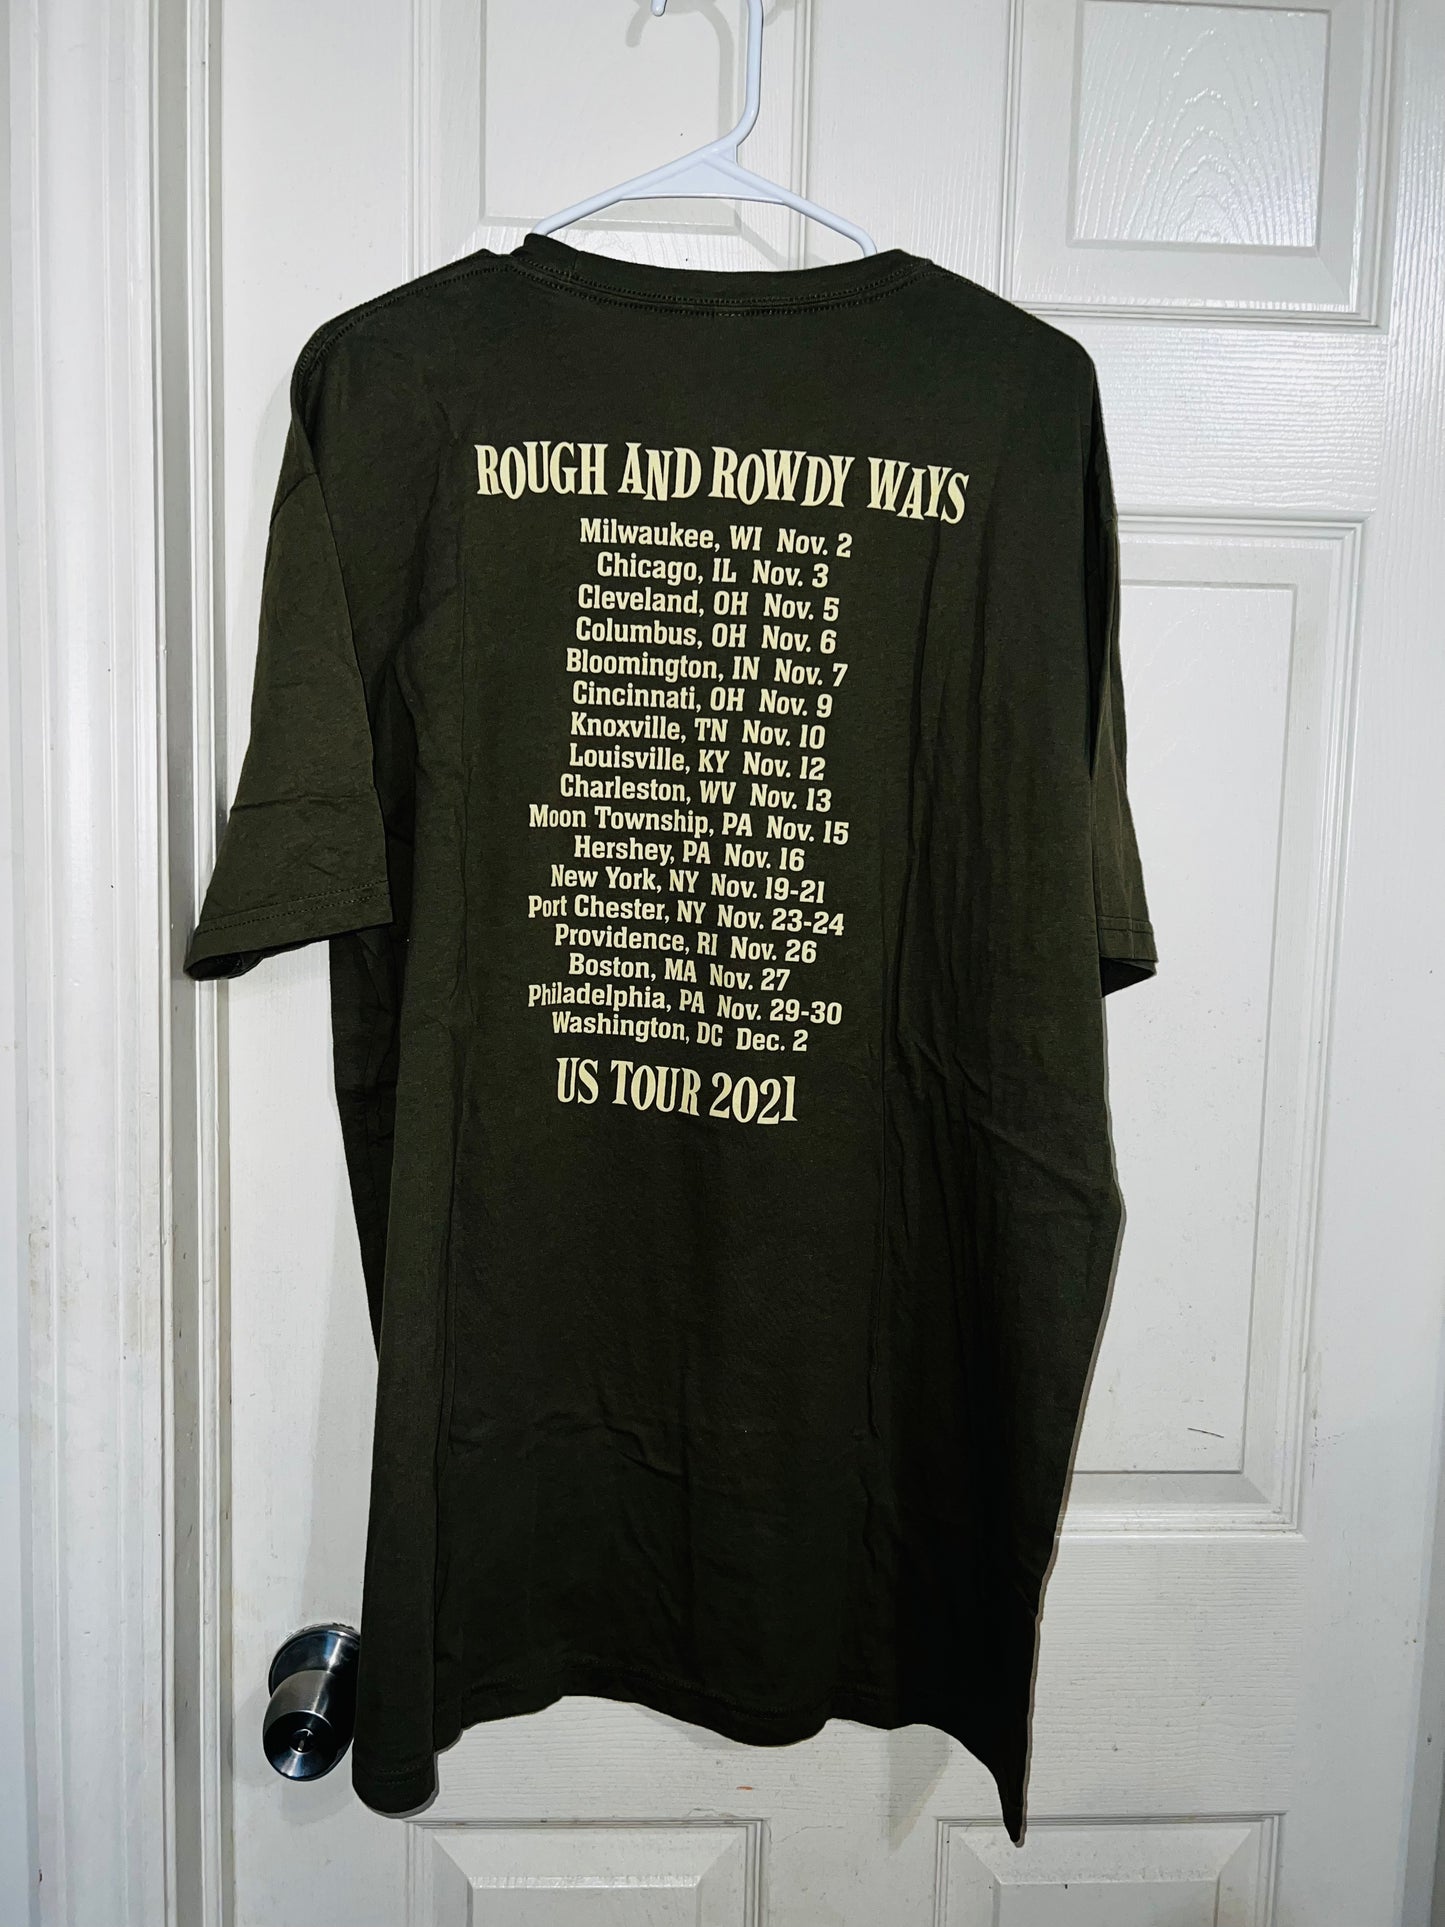 ROUGH AND ROWDY WAYS
Milwaukee, WI Nov. 2
Chicago, IL Nov. 3
Cleveland, OH Nov. 5
Columbus, OH Nov. 6
Bloomington, IN Nov. 7
Cincinnati, OH Nov. 9
Knoxville, TN Nov. 10
Louisville, KY Nov. 12
Charleston, WV Nov. 13
Moon Township, PA Nov. 15
Hershey, PA Nov. 16
New York, NY Nov. 19-21
Port Chester, NY Nov. 23-24
Providence, RI Nov. 26
Boston, MA Nov. 27
Philadelphia, PA Nov. 29-30
Washington, DC Dec. 2
US TOUR 2021